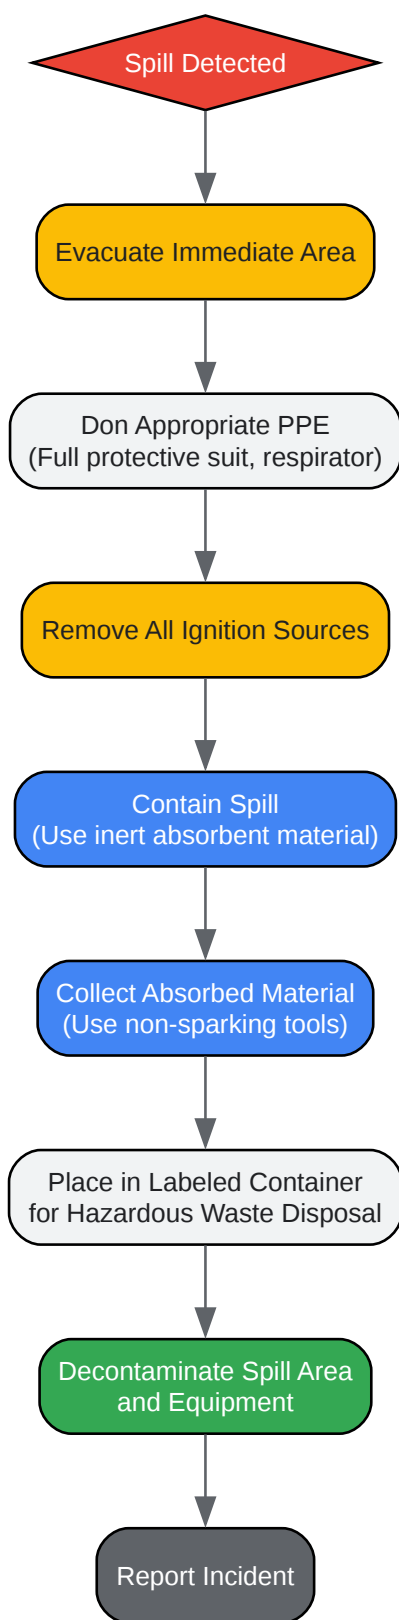 Spill Detected
Evacuate Immediate Area
Don Appropriate PPE
(Full protective suit, respirator)
Remove All Ignition Sources
Contain Spill
(Use inert absorbent material)
Collect Absorbed Material
(Use non-sparking tools)
Place in Labeled Container
for Hazardous Waste Disposal
Decontaminate Spill Area
and Equipment
Report Incident